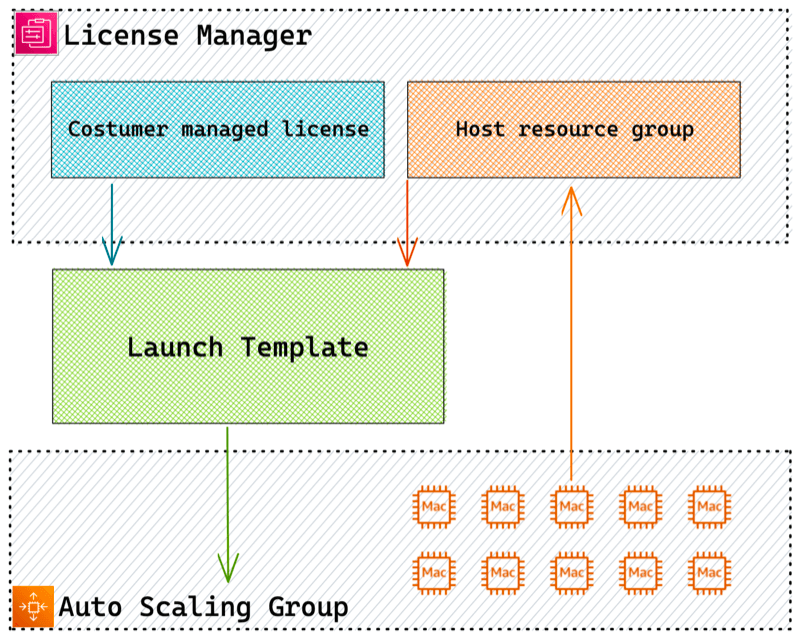 License Manager
Costumer managed license
Host resource group
Launch Template
Mac Mac Mac Mac Mac
Mac Mac Mac Mac Mac
Auto Scaling Group